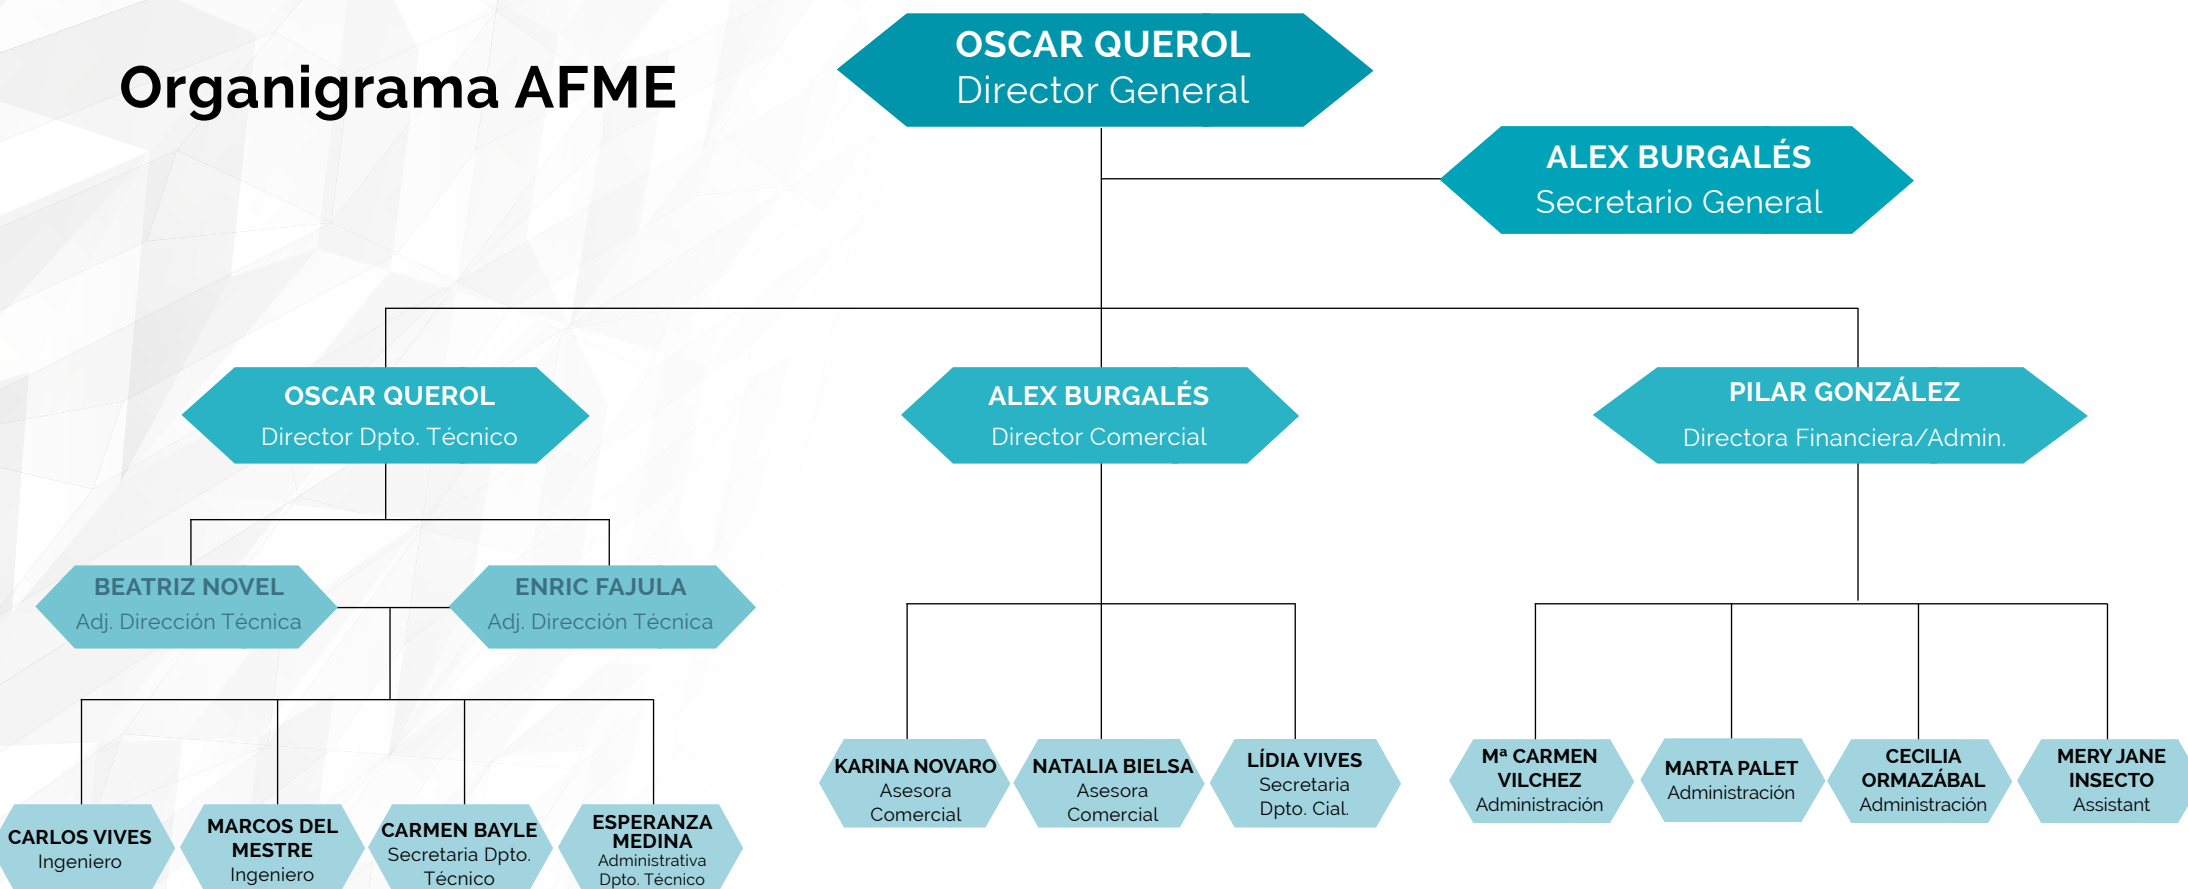 Organigrama AFME
OSCAR QUEROL
Director General
ALEX BURGALÉS
Secretario General
OSCAR QUEROL
Director Dpto. Técnico
ALEX BURGALÉS
Director Comercial
PILAR GONZÁLEZ
Directora Financiera/Admin.
BEATRIZ NOVEL
Adj. Dirección Técnica
ENRIC FAJULA
Adj. Dirección Técnica
CARLOS VIVES
Ingeniero
MARCOS DEL
MESTRE
Ingeniero
CARMEN BAYLE
Secretaria Dpto.
Técnico
ESPERANZA
MEDINA
Administrativa
Dpto. Técnico
KARINA NOVARO
Asesora
Comercial
NATALIA BIELSA
Asesora
Comercial
LÍDIA VIVES
Secretaria
Dpto. Cial.
Mª CARMEN
VILCHEZ
Administración
MARTA PALET
Administración
CECILIA
ORMAZÁBAL
Administración
MERY JANE
INSECTO
Assistant